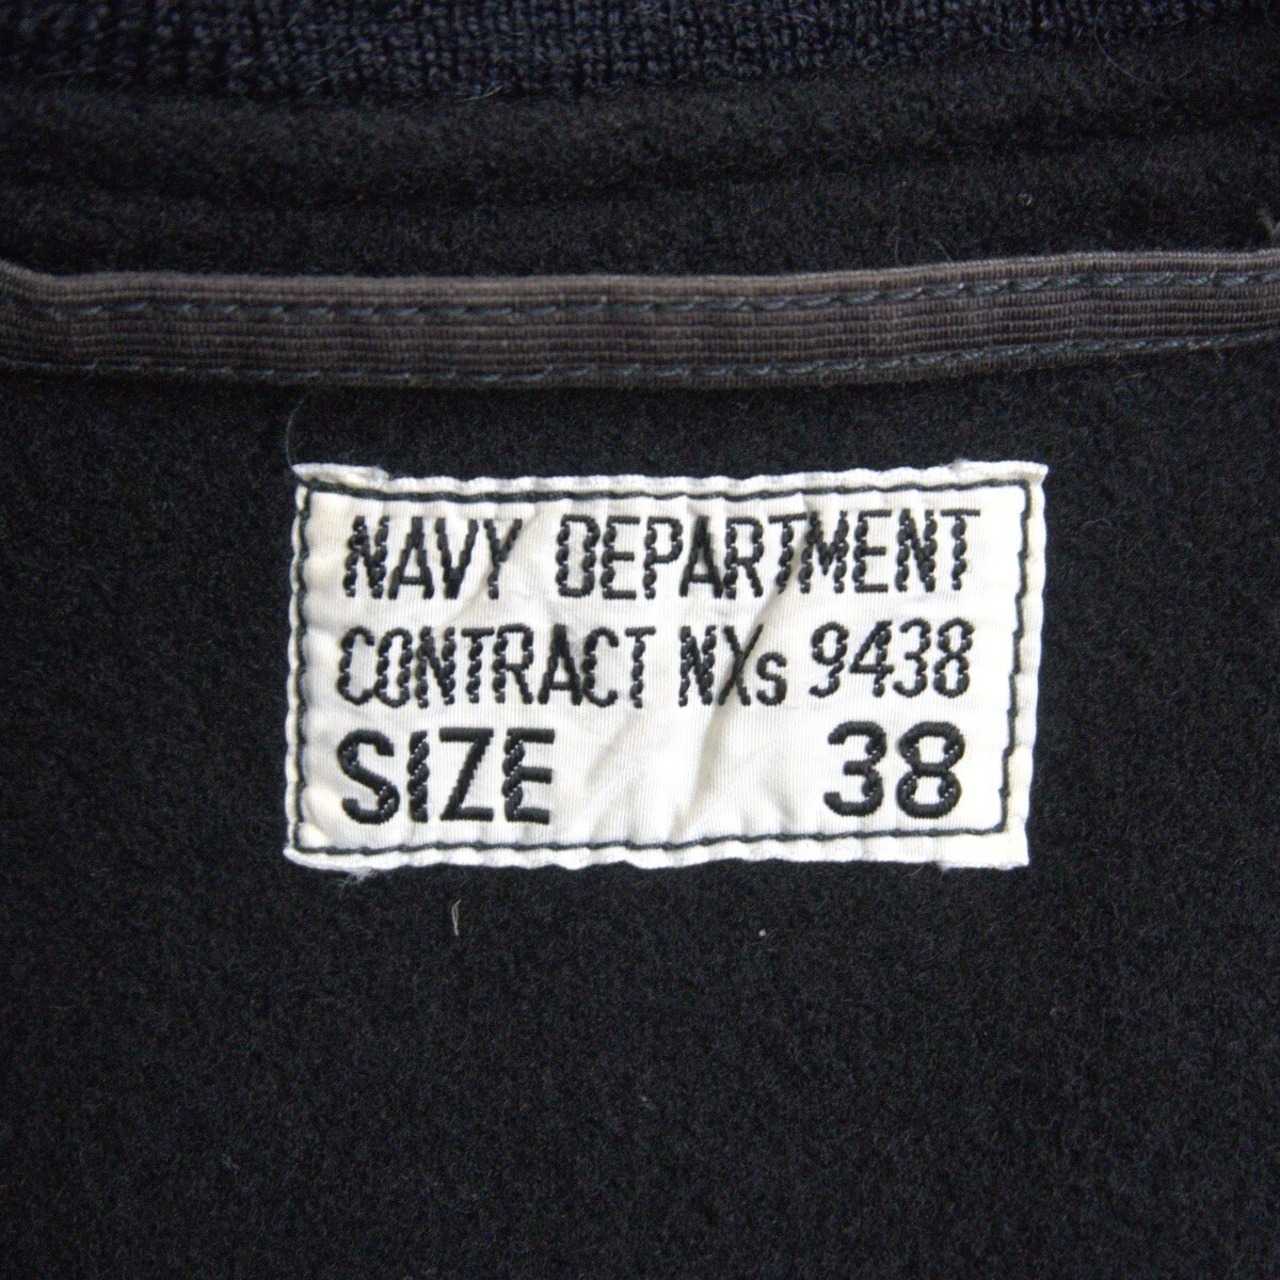 NAVY DEPARTMENT
CONTRACT NXs 9438
SIZE 38